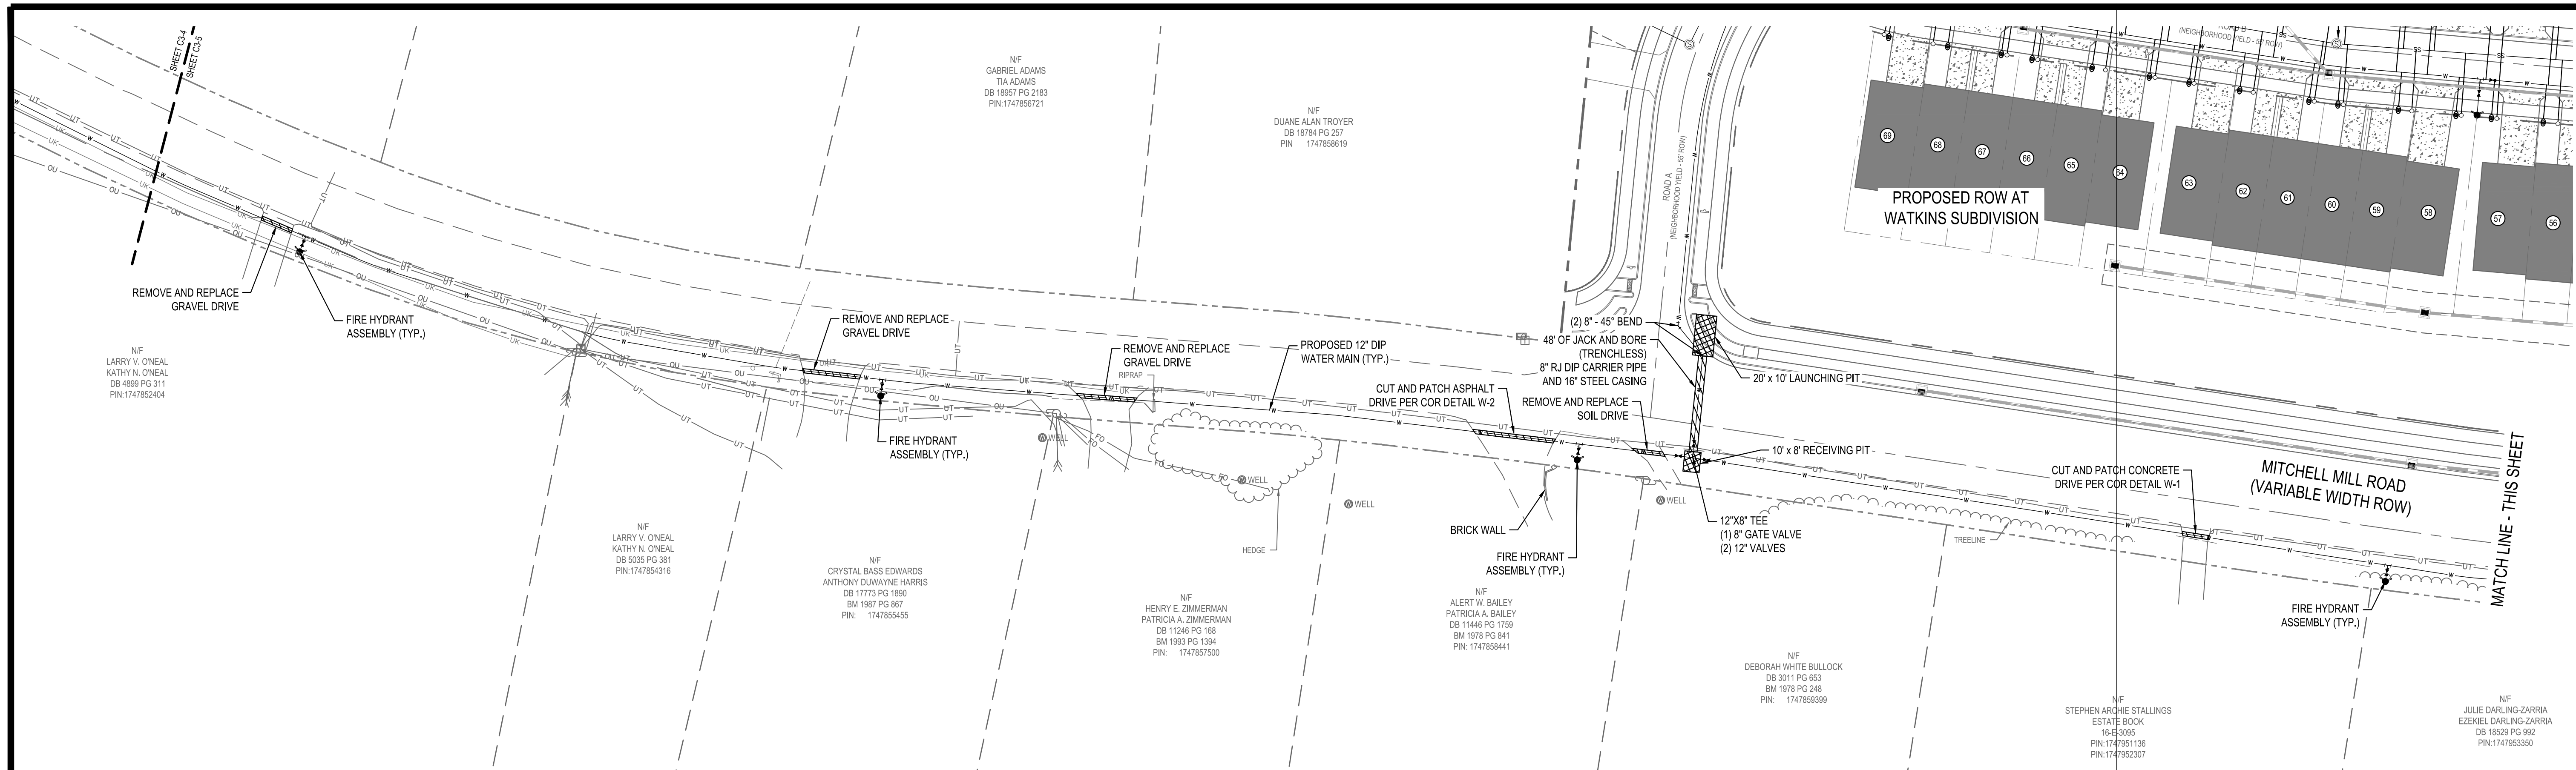 SHEET C3-4
SHEET C3-5
N/F
GABRIEL ADAMS
TIA ADAMS
DB 18957 PG 2183
PIN:1747856721
N/F
DUANE ALAN TROYER
DB 18784 PG 257
PIN 1747858619
ROAD A
(NEIGHBORHOOD YIELD - 55' ROW)
(NEIGHBORHOOD YIELD - 55' ROW)
69
68
67
66
65
64
63
62
61
60
59
58
57
56
PROPOSED ROW AT
WATKINS SUBDIVISION
REMOVE AND REPLACE
GRAVEL DRIVE
FIRE HYDRANT
ASSEMBLY (TYP.)
N/F
LARRY V. O'NEAL
KATHY N. O'NEAL
DB 4899 PG 311
PIN:1747852404
REMOVE AND REPLACE
GRAVEL DRIVE
FIRE HYDRANT
ASSEMBLY (TYP.)
REMOVE AND REPLACE
GRAVEL DRIVE
RIPRAP
PROPOSED 12" DIP
WATER MAIN (TYP.)
CUT AND PATCH ASPHALT
DRIVE PER COR DETAIL W-2
(2) 8" - 45° BEND
48' OF JACK AND BORE
(TRENCHLESS)
8" RJ DIP CARRIER PIPE
AND 16" STEEL CASING
REMOVE AND REPLACE
SOIL DRIVE
20' x 10' LAUNCHING PIT
10' x 8' RECEIVING PIT
12"X8" TEE
(1) 8" GATE VALVE
(2) 12" VALVES
WELL
WELL
WELL
WELL
HEDGE
BRICK WALL
FIRE HYDRANT
ASSEMBLY (TYP.)
TREELINE
CUT AND PATCH CONCRETE
DRIVE PER COR DETAIL W-1
MITCHELL MILL ROAD
(VARIABLE WIDTH ROW)
MATCH LINE - THIS SHEET
FIRE HYDRANT
ASSEMBLY (TYP.)
N/F
LARRY V. O'NEAL
KATHY N. O'NEAL
DB 5035 PG 381
PIN:1747854316
N/F
CRYSTAL BASS EDWARDS
ANTHONY DUWAYNE HARRIS
DB 17773 PG 1890
BM 1987 PG 867
PIN: 1747855455
N/F
HENRY E. ZIMMERMAN
PATRICIA A. ZIMMERMAN
DB 11246 PG 168
BM 1993 PG 1394
PIN: 1747857500
N/F
ALERT W. BAILEY
PATRICIA A. BAILEY
DB 11446 PG 1759
BM 1978 PG 841
PIN: 1747858441
N/F
DEBORAH WHITE BULLOCK
DB 3011 PG 653
BM 1978 PG 248
PIN: 1747859399
N/F
STEPHEN ARCHIE STALLINGS
ESTATE BOOK
16-E-3095
PIN:1747951136
PIN:1747952307
N/F
JULIE DARLING-ZARRIA
EZEKIEL DARLING-ZARRIA
DB 18529 PG 992
PIN:1747953350